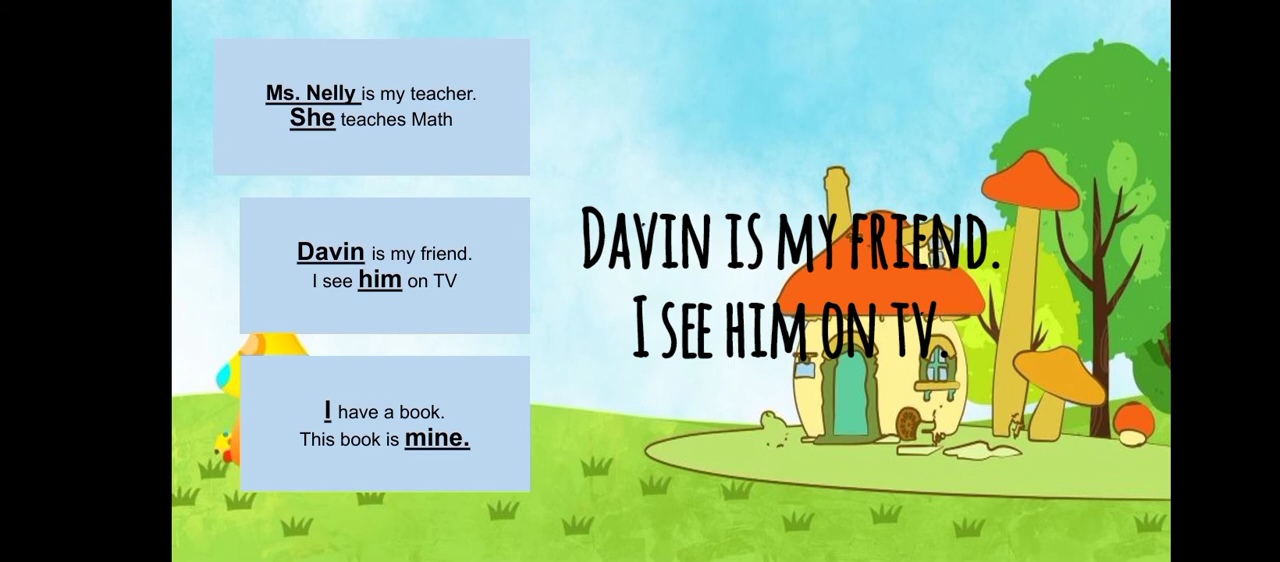 Ms. Nelly is my teacher.
She teaches Math
Davin is my friend.
I see him on TV
I have a book.
This book is mine.
DAVIN IS MY FRIEND.
I SEE HIM ON TV.